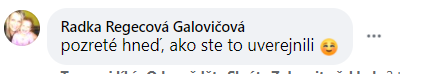 Radka Regecová Galovičová
pozreté hneď, ako ste to uverejnili 😊